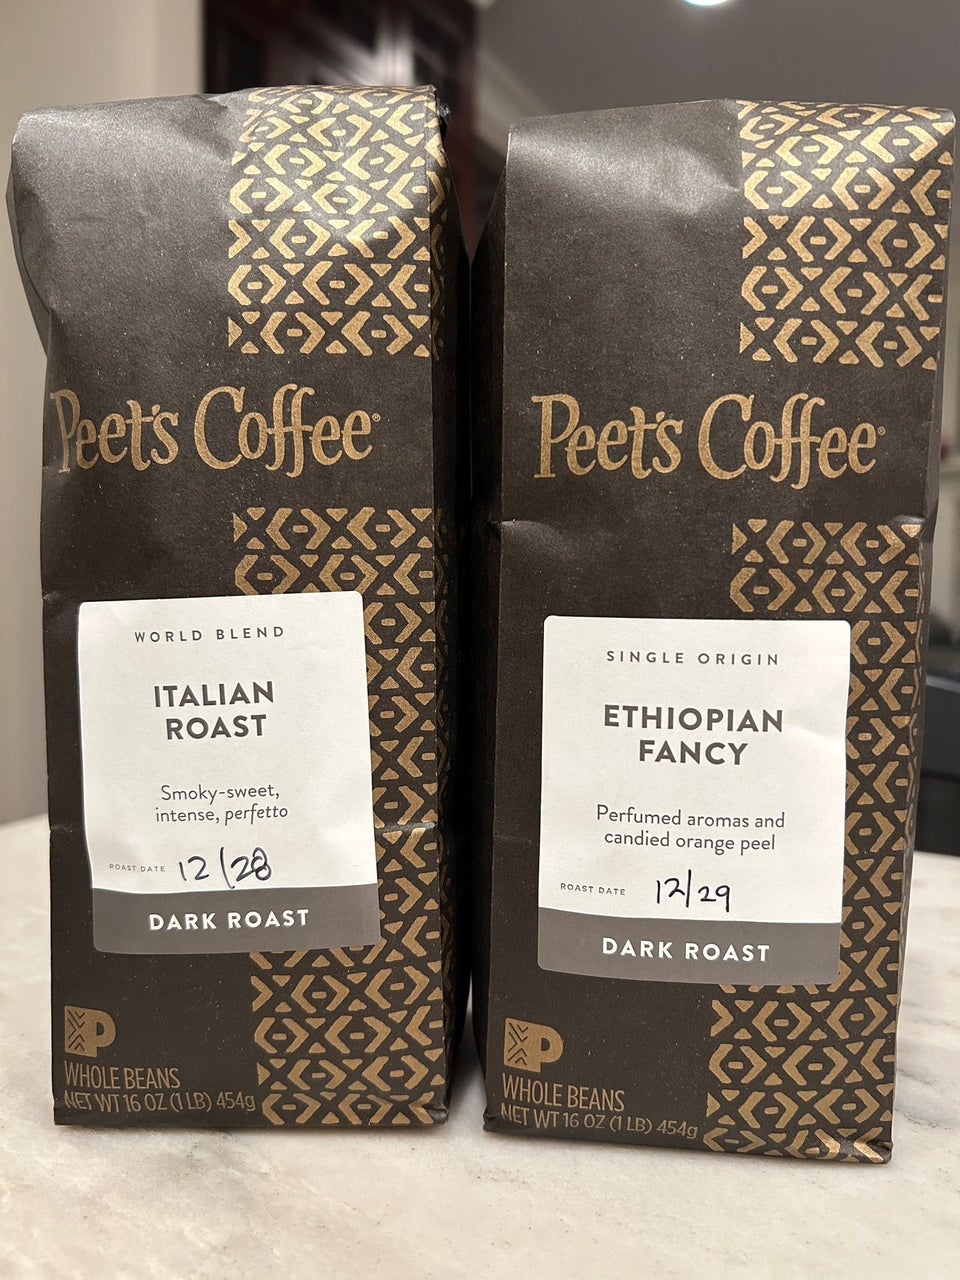 Peet's Coffee®
WORLD BLEND
ITALIAN
ROAST
Smoky-sweet,
intense, perfetto
ROAST DATE 12/28
DARK ROAST
P
WHOLE BEANS
NET WT 16 OZ (1 LB) 454g
Peet's Coffee®
SINGLE ORIGIN
ETHIOPIAN
FANCY
Perfumed aromas and
candied orange peel
ROAST DATE 12/29
DARK ROAST
P
WHOLE BEANS
NET WT 16 OZ (1 LB) 454g